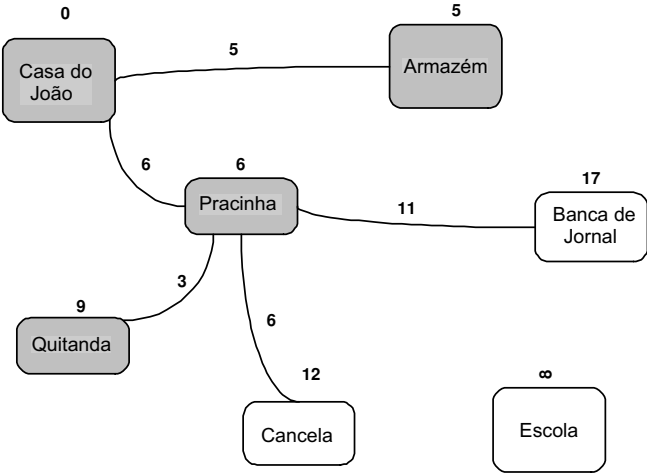 0
5
Casa do
João
5
Armazém
6
6
Pracinha
11
17
Banca de
Jornal
3
9
Quitanda
6
12
Cancela
∞
Escola